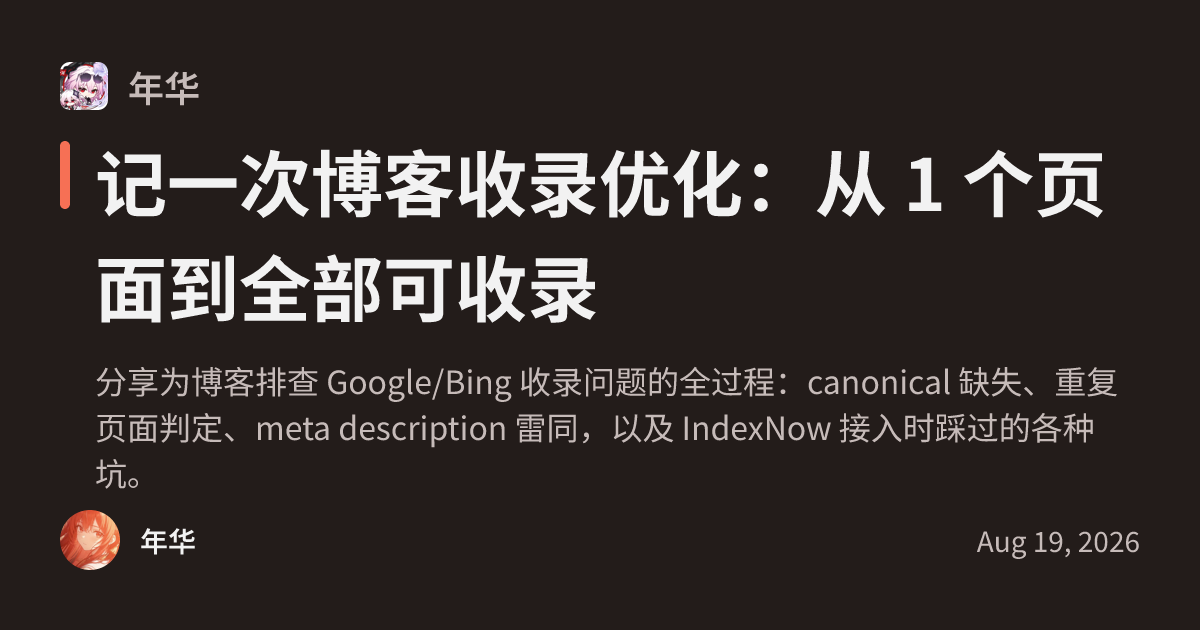 年华
记一次博客收录优化：从 1 个页
面到全部可收录
分享为博客排查 Google/Bing 收录问题的全过程：canonical 缺失、重复
页面判定、meta description 雷同，以及 IndexNow 接入时踩过的各种
坑。
年华
Aug 19, 2026